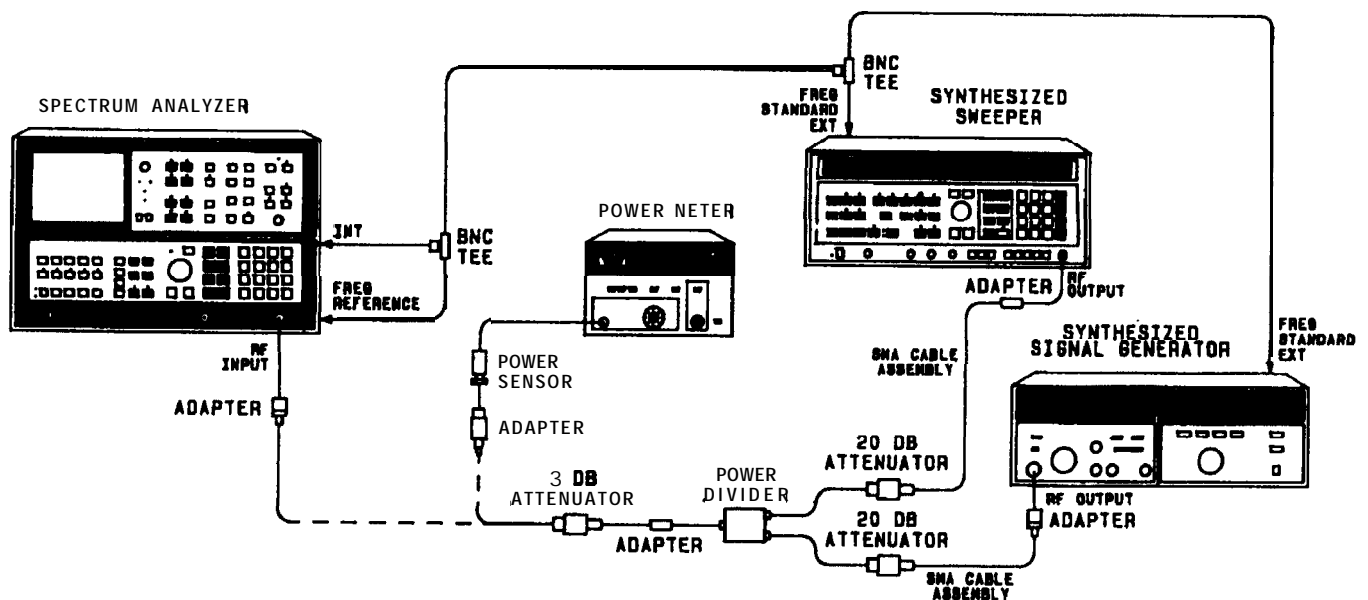 SPECTRUM ANALYZER
BNC
TEE
FREQ
STANDARD
EXT
SYNTHESIZED
SWEEPER
POWER NETER
INT
BNC
TEE
FREQ
REFERENCE
ADAPTER
RF
OUTPUT
RF
INPUT
POWER
SENSOR
SMA CABLE
ASSEMBLY
SYNTHESIZED
SIGNAL GENERATOR
FREQ
STANDARD
EXT
ADAPTER
ADAPTER
3 DB
ATTENUATOR
POWER
DIVIDER
20 DB
ATTENUATOR
RF OUTPUT
ADAPTER
ADAPTER
20 DB
ATTENUATOR
SMA CABLE
ASSEMBLY